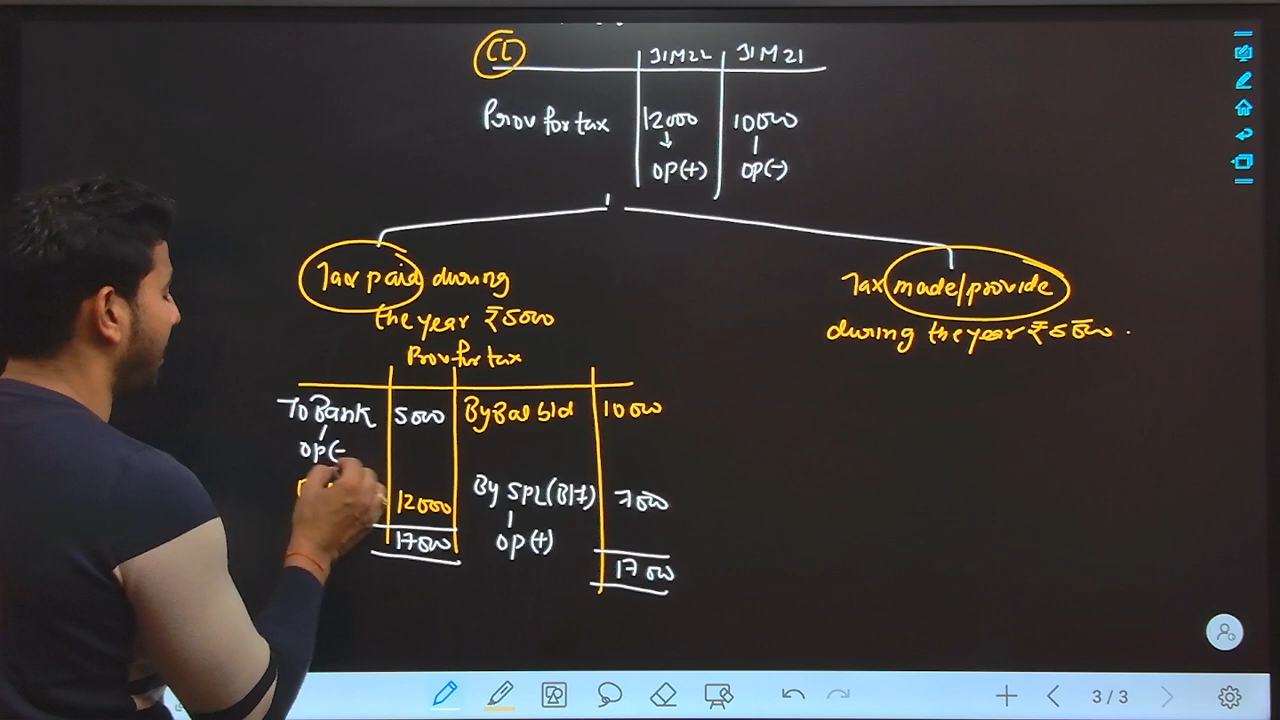 CL 31M22 31M21
Prov for tax 12000 10000
OP(+) OP(-)
Tax paid during
the year ₹5000
Tax made/provide
during the year ₹5000.
Prov for tax
To Bank 5000 By Bal b/d 10000
OP(-
12000 By SPL(B/f) 7000
17000 OP(+)
17000
3/3